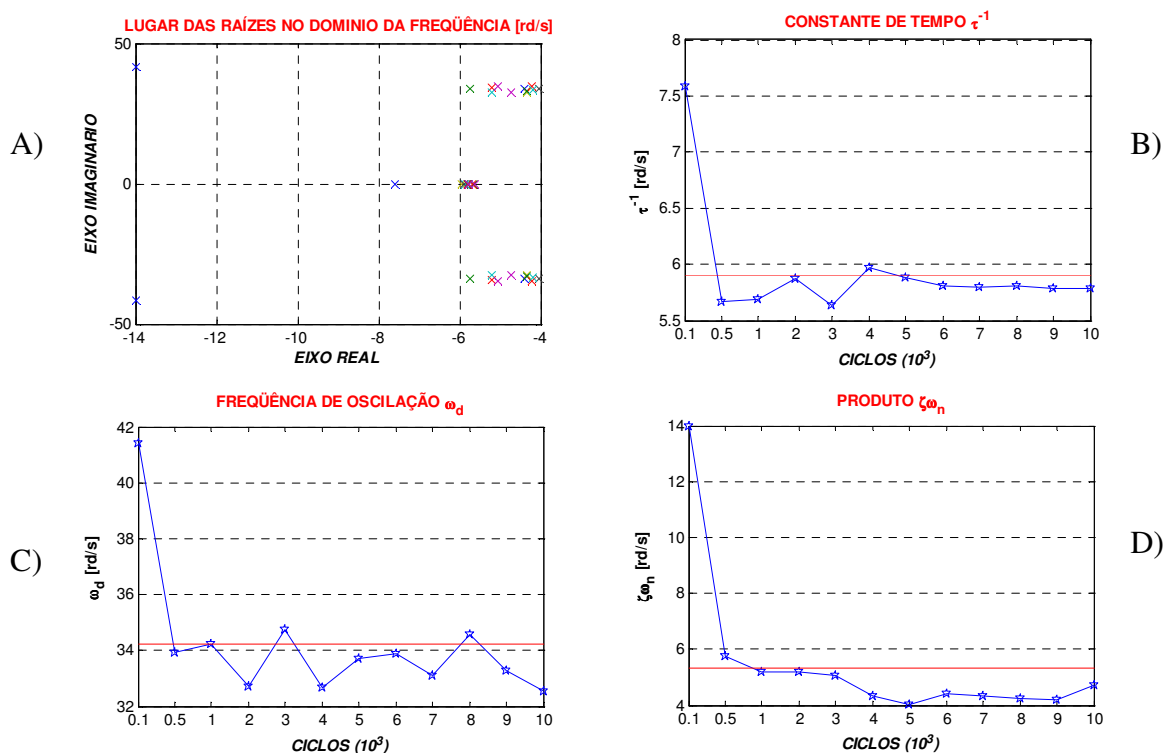 A)
LUGAR DAS RAÍZES NO DOMINIO DA FREQÜÊNCIA [rd/s]
50
0
-50
EIXO IMAGINARIO
-14 -12 -10 -8 -6 -4
EIXO REAL
B)
CONSTANTE DE TEMPO τ⁻¹
8
7.5
7
6.5
6
5.5
τ⁻¹ [rd/s]
0.1 0.5 1 2 3 4 5 6 7 8 9 10
CICLOS (10³)
C)
FREQÜÊNCIA DE OSCILAÇÃO ω_d
42
40
38
36
34
32
ω_d [rd/s]
0.1 0.5 1 2 3 4 5 6 7 8 9 10
CICLOS (10³)
D)
PRODUTO ζω_n
14
12
10
8
6
4
ζω_n [rd/s]
0.1 0.5 1 2 3 4 5 6 7 8 9 10
CICLOS (10³)